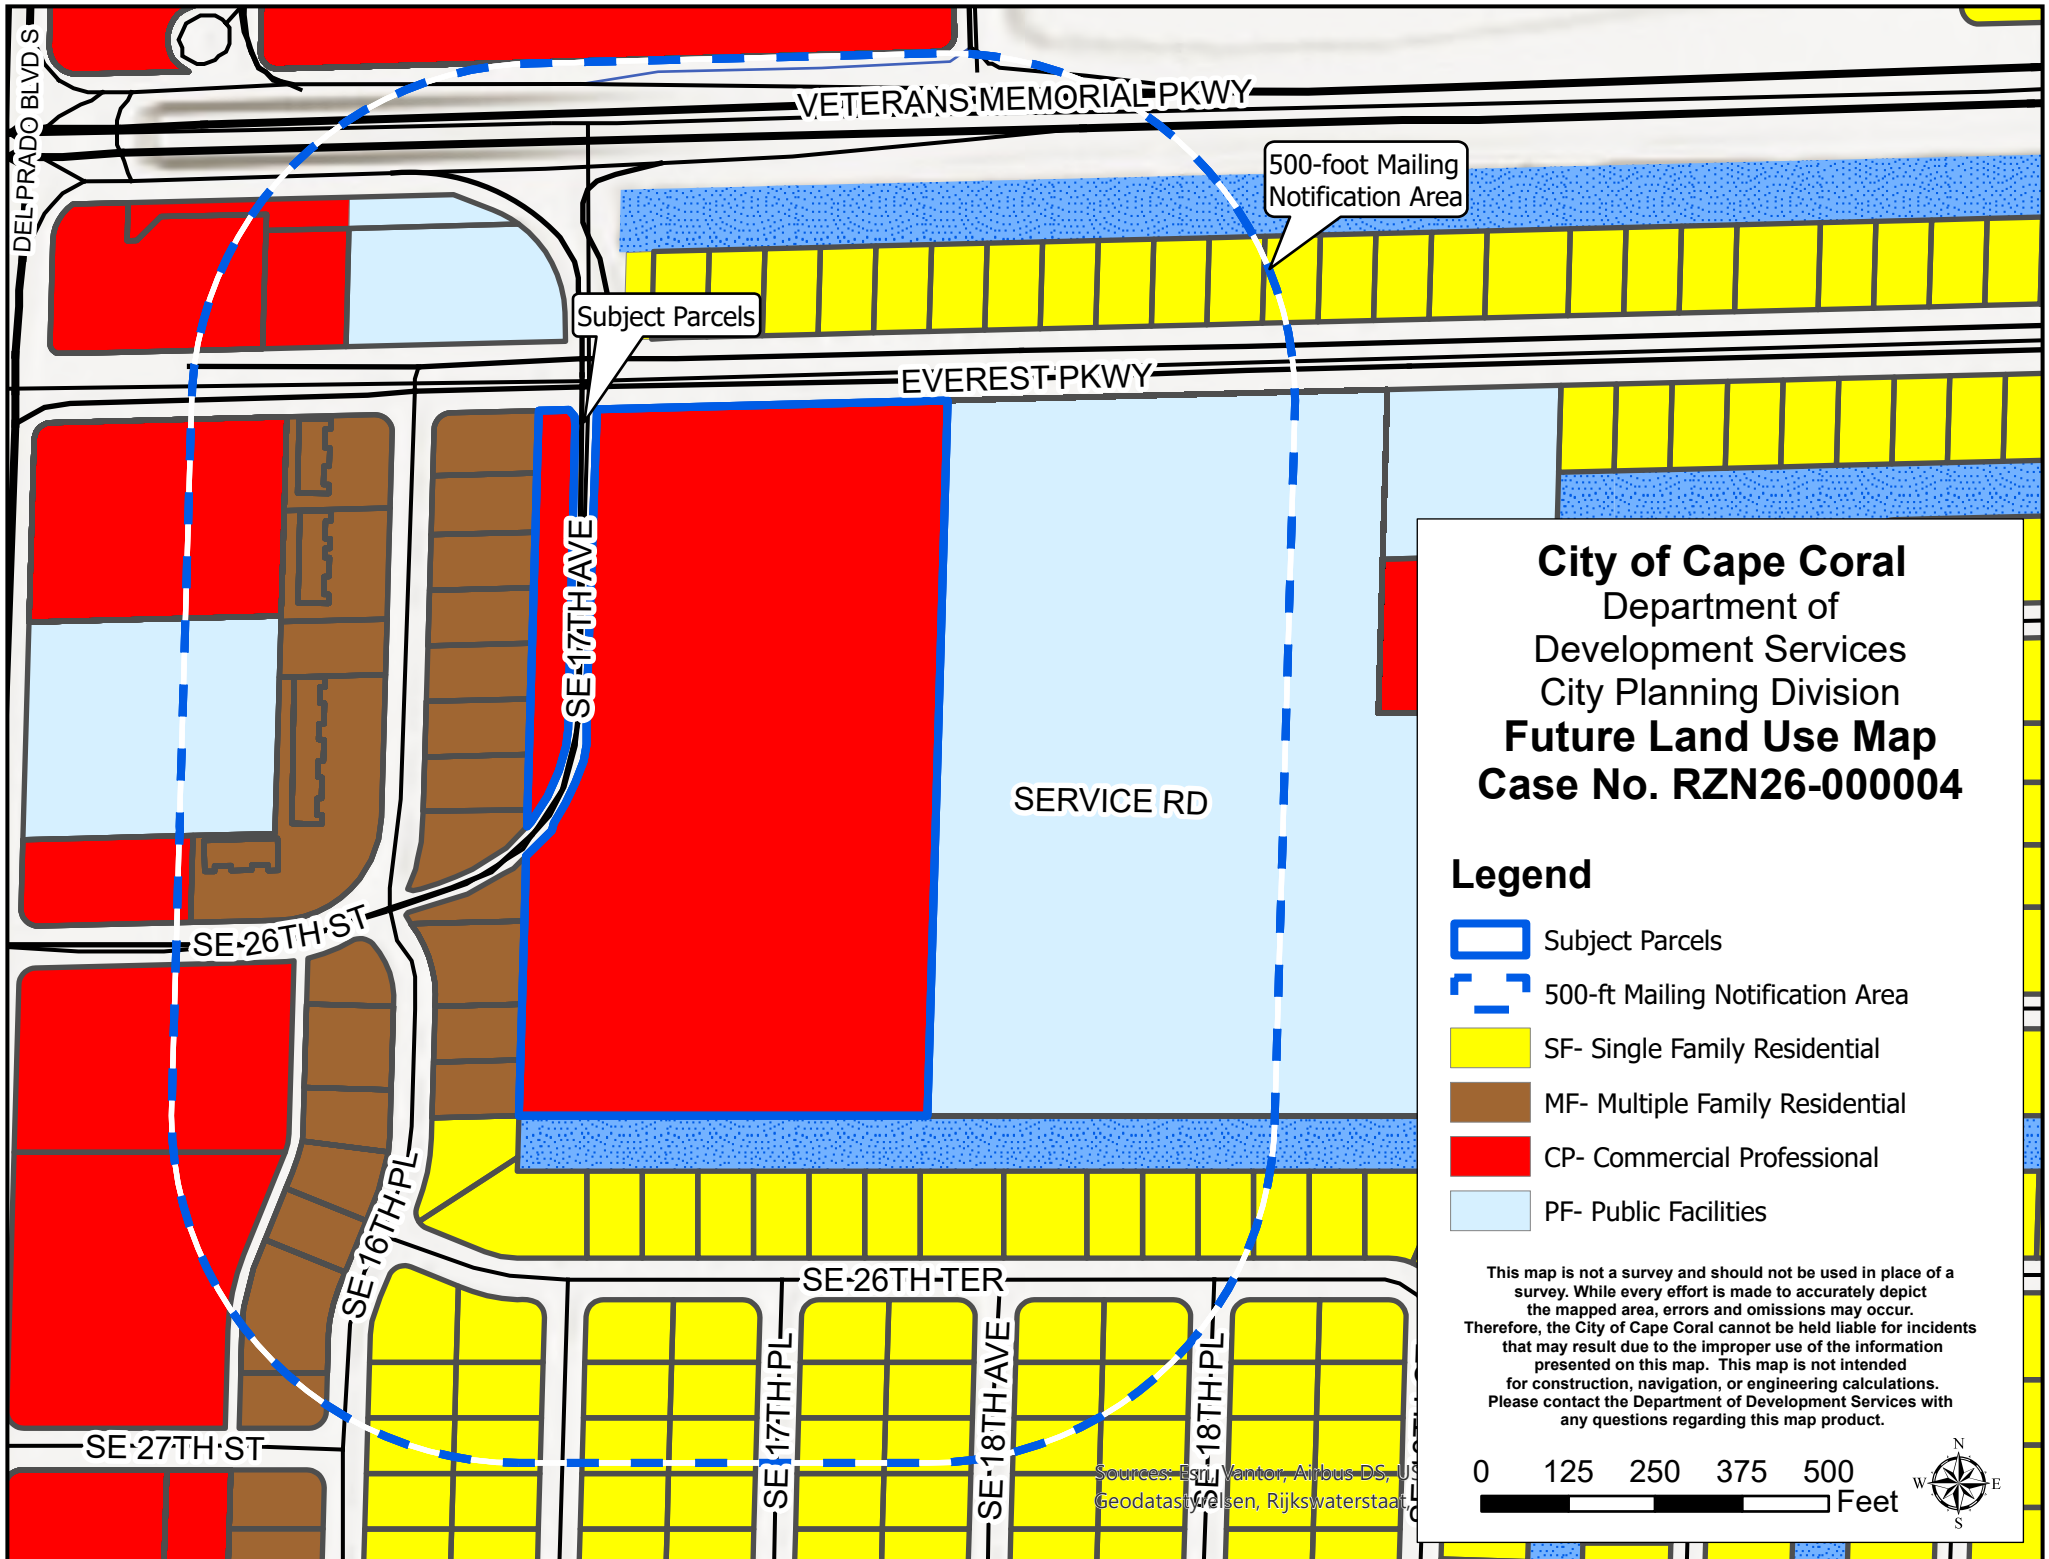 DEL PRADO BLVD S
VETERANS MEMORIAL PKWY
500-foot Mailing
Notification Area
Subject Parcels
EVEREST PKWY
SE 17TH AVE
SERVICE RD
SE 26TH ST
SE 16TH PL
SE 26TH TER
SE 17TH PL
SE 18TH AVE
SE 18TH PL
SE 27TH ST
Sources: Esri, Vantor, Airbus DS, US
Geodatastyrelsen, Rijkswaterstaat,
City of Cape Coral
Department of
Development Services
City Planning Division
Future Land Use Map
Case No. RZN26-000004
Legend
Subject Parcels
500-ft Mailing Notification Area
SF- Single Family Residential
MF- Multiple Family Residential
CP- Commercial Professional
PF- Public Facilities
This map is not a survey and should not be used in place of a
survey. While every effort is made to accurately depict
the mapped area, errors and omissions may occur.
Therefore, the City of Cape Coral cannot be held liable for incidents
that may result due to the improper use of the information
presented on this map. This map is not intended
for construction, navigation, or engineering calculations.
Please contact the Department of Development Services with
any questions regarding this map product.
0 125 250 375 500
Feet
N
W E
S